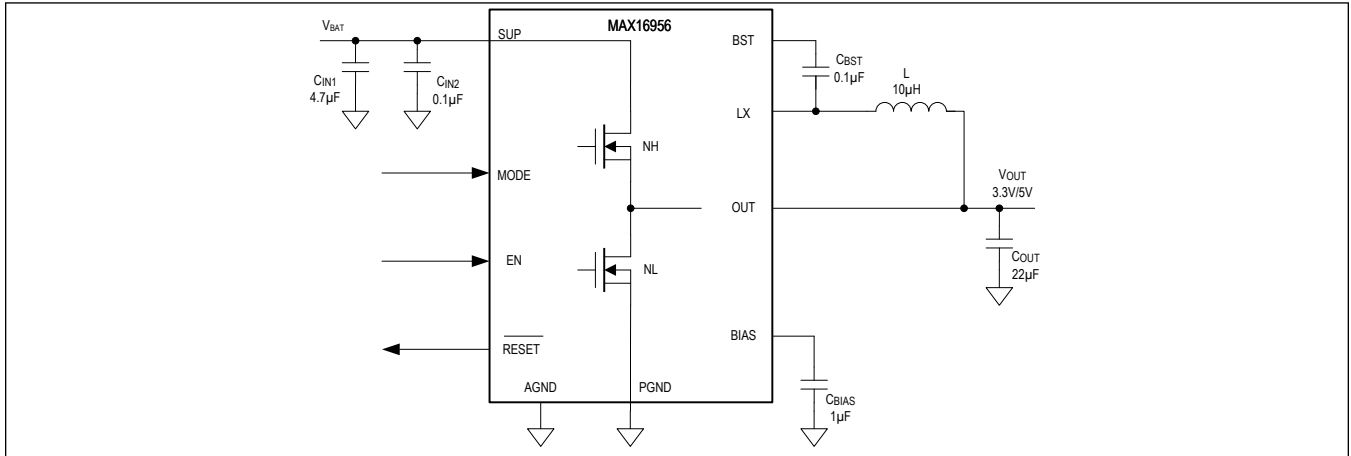 MAX16956
VBAT
SUP
BST
CIN1
4.7µF
CIN2
0.1µF
CBST
0.1µF
L
10µH
LX
NH
MODE
VOUT
3.3V/5V
OUT
EN
NL
COUT
22µF
BIAS
RESET
AGND
PGND
CBIAS
1µF